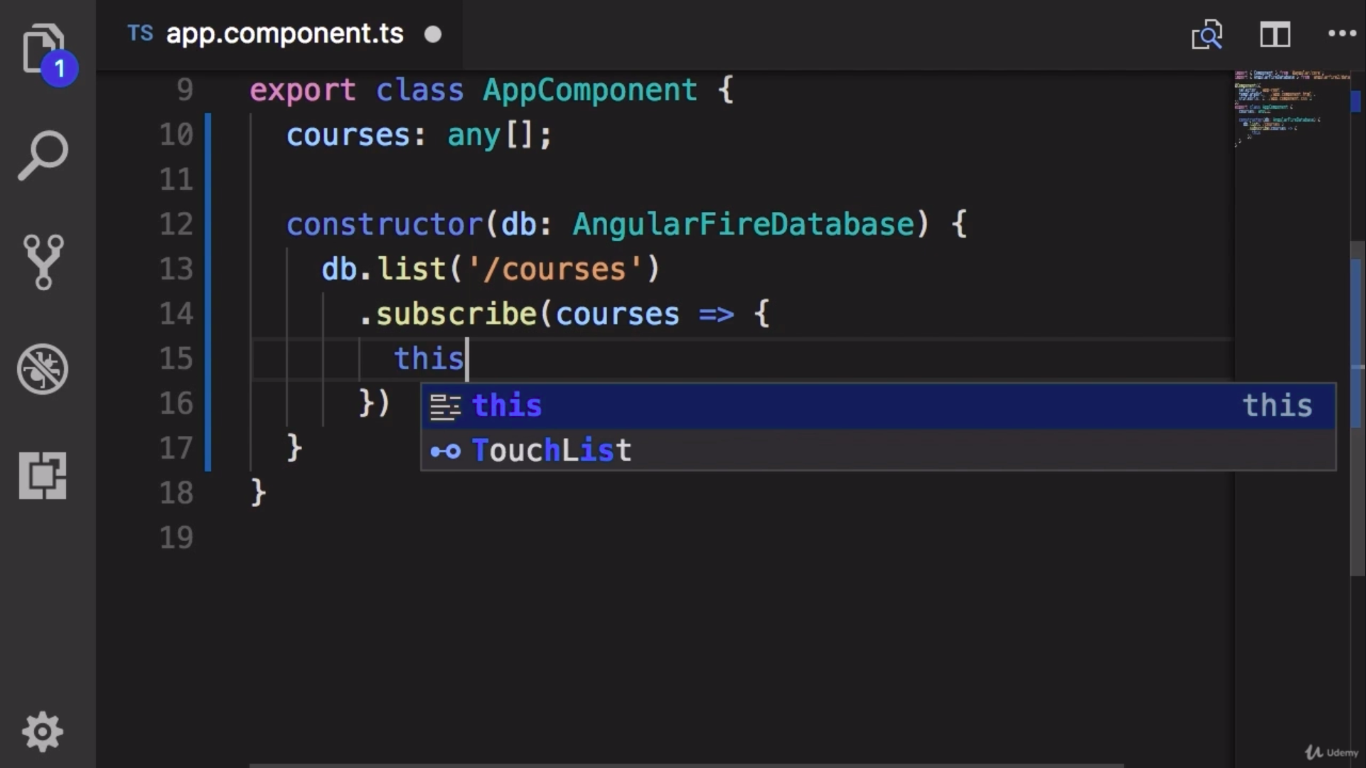 TS app.component.ts
1
9 export class AppComponent {
10 courses: any[];
11
12 constructor(db: AngularFireDatabase) {
13 db.list('/courses')
14 .subscribe(courses => {
15 this
16 })
this this
TouchList
17 }
18 }
19
Udemy